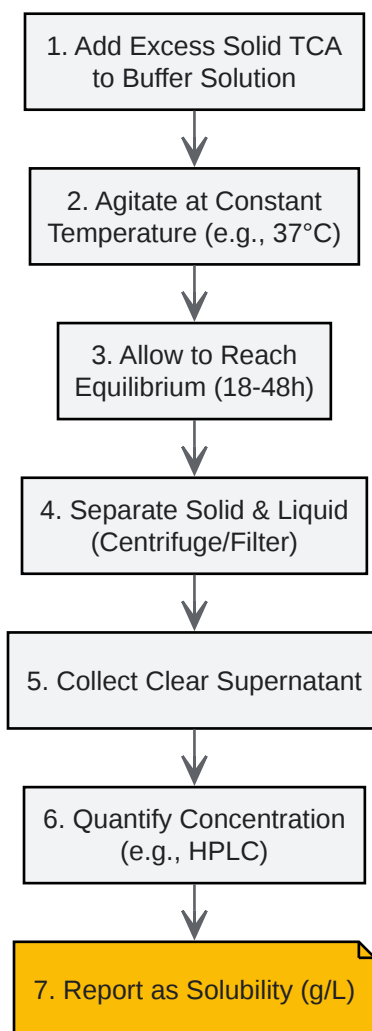 1. Add Excess Solid TCA
to Buffer Solution
2. Agitate at Constant
Temperature (e.g., 37°C)
3. Allow to Reach
Equilibrium (18-48h)
4. Separate Solid & Liquid
(Centrifuge/Filter)
5. Collect Clear Supernatant
6. Quantify Concentration
(e.g., HPLC)
7. Report as Solubility (g/L)